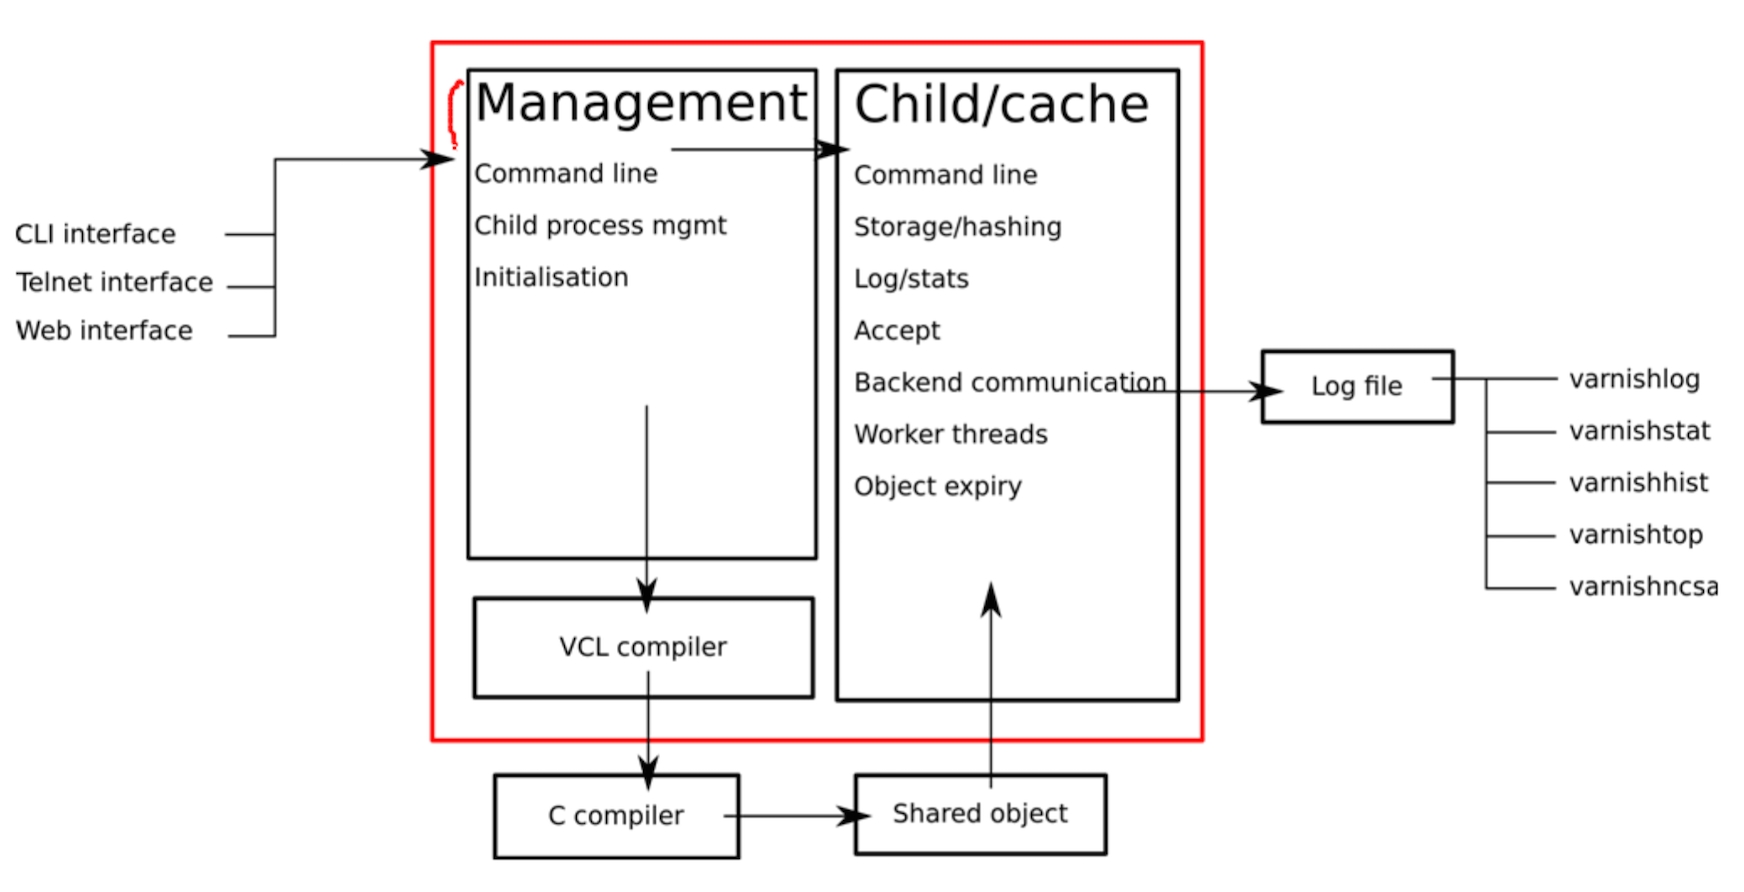 Management
Command line
Child process mgmt
Initialisation
Child/cache
Command line
Storage/hashing
Log/stats
Accept
Backend communication
Worker threads
Object expiry
CLI interface
Telnet interface
Web interface
Log file
varnishlog
varnishstat
varnishhist
varnishtop
varnishncsa
VCL compiler
C compiler
Shared object